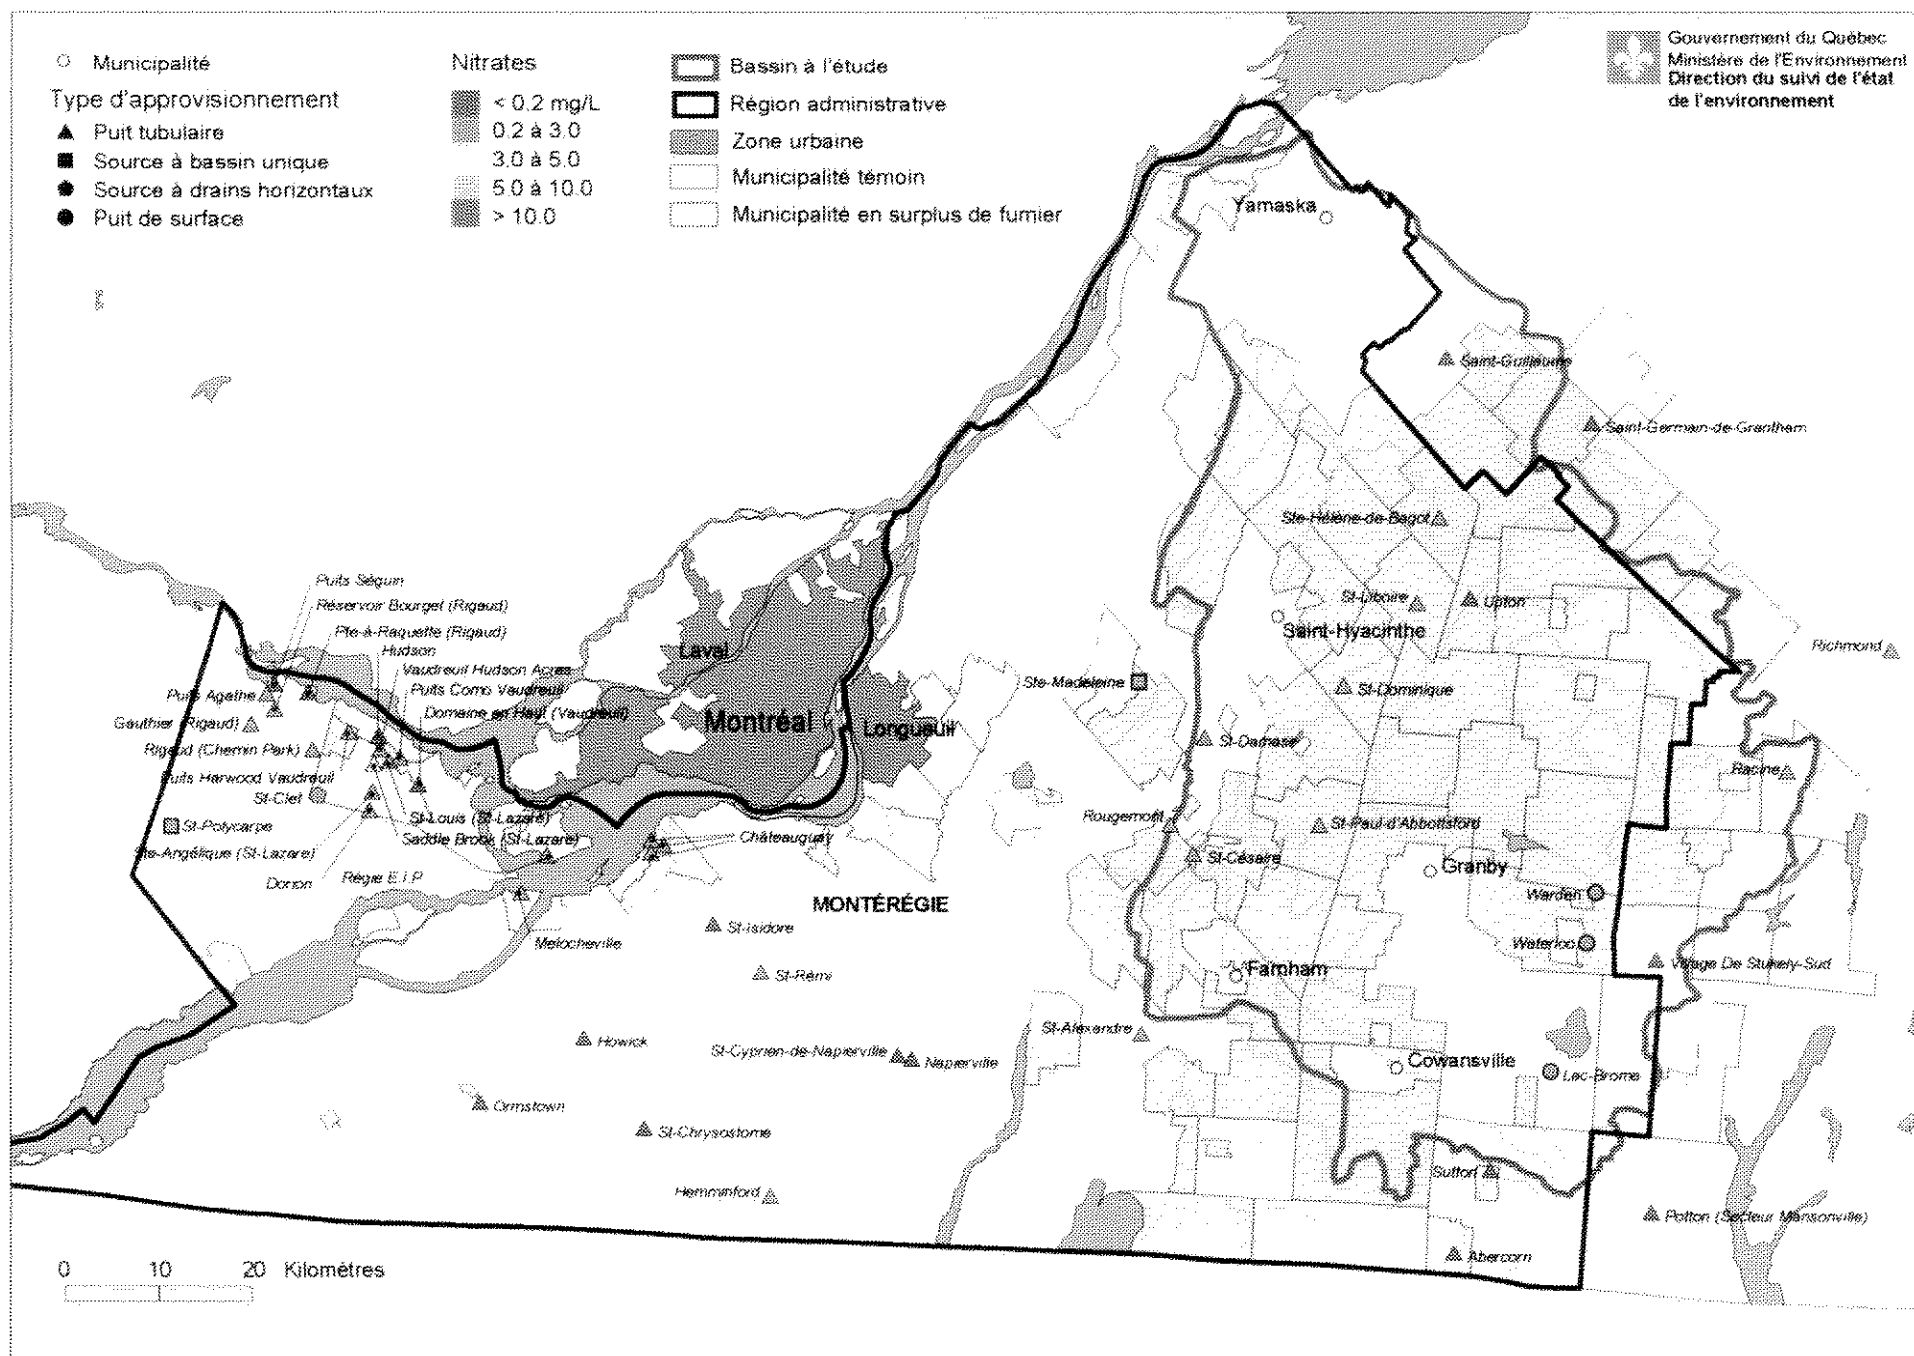 Municipalité
Type d'approvisionnement
Puit tubulaire
Source à bassin unique
Source à drains horizontaux
Puit de surface
Nitrates
< 0.2 mg/L
0.2 à 3.0
3.0 à 5.0
5.0 à 10.0
> 10.0
Bassin à l'étude
Région administrative
Zone urbaine
Municipalité témoin
Municipalité en surplus de fumier
Gouvernement du Québec
Ministère de l'Environnement
Direction du suivi de l'état
de l'environnement
Yamaska
Saint-Guillaume
Saint-Germain-de-Grantham
Ste-Hélène-de-Bagot
Puits Séguin
Réservoir Bourget (Rigaud)
Pte-à-Raquette (Rigaud)
Hudson
Vaudreuil Hudson Acres
Puits Como Vaudreuil
Domaine en Haut (Vaudreuil)
Puits Agathe
Gauthier (Rigaud)
Rigaud (Chemin Park)
Puits Harwood Vaudreuil
St-Clet
St-Polycarpe
Ste-Angélique (St-Lazare)
Dorion
Régie E.I.P
St-Louis (St-Lazare)
Saddle Brook (St-Lazare)
Laval
Montréal
Longueuil
Châteauguay
Melocheville
MONTÉRÉGIE
St-Liboire
Upton
Saint-Hyacinthe
Richmond
Ste-Madeleine
St-Dominique
St-Damase
Racine
Rougemont
St-Paul d'Abbotsford
St-Césaire
Granby
Warden
Waterloo
St-Isidore
St-Rémi
Farnham
Village De Stukely-Sud
Howick
St-Cyprien-de-Napierville
Napierville
St-Alexandre
Cowansville
Lac-Brome
Ormstown
St-Chrysostome
Hemminford
Sutton
Potton (Secteur Mansonville)
Abercorn
0 10 20 Kilomètres